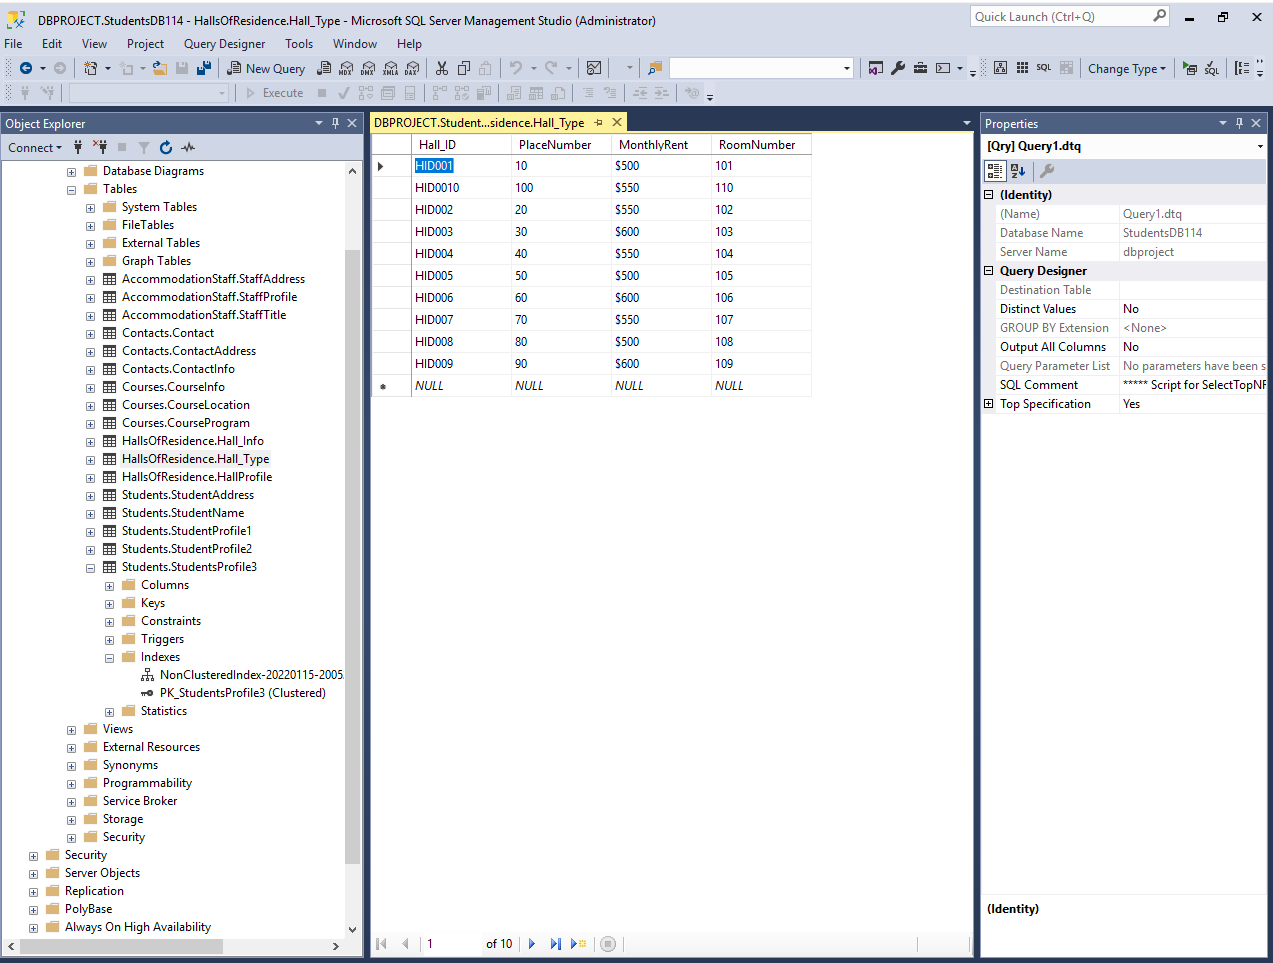 DBPROJECT.StudentsDB114 - HallsOfResidence.Hall_Type - Microsoft SQL Server Management Studio (Administrator)
Quick Launch (Ctrl+Q)
File Edit View Project Query Designer Tools Window Help
New Query MDX DMX XMLA DAX SQL Change Type SQL
Execute
Object Explorer
Connect
Database Diagrams
Tables
System Tables
FileTables
External Tables
Graph Tables
AccommodationStaff.StaffAddress
AccommodationStaff.StaffProfile
AccommodationStaff.StaffTitle
Contacts.Contact
Contacts.ContactAddress
Contacts.ContactInfo
Courses.CourseInfo
Courses.CourseLocation
Courses.CourseProgram
HallsOfResidence.Hall_Info
HallsOfResidence.Hall_Type
HallsOfResidence.HallProfile
Students.StudentAddress
Students.StudentName
Students.StudentProfile1
Students.StudentProfile2
Students.StudentsProfile3
Columns
Keys
Constraints
Triggers
Indexes
NonClusteredIndex-20220115-2005
PK_StudentsProfile3 (Clustered)
Statistics
Views
External Resources
Synonyms
Programmability
Service Broker
Storage
Security
Security
Server Objects
Replication
PolyBase
Always On High Availability
DBPROJECT.Student...sidence.Hall_Type
Hall_ID PlaceNumber MonthlyRent RoomNumber
HID001 10 $500 101
HID0010 100 $550 110
HID002 20 $550 102
HID003 30 $600 103
HID004 40 $550 104
HID005 50 $500 105
HID006 60 $600 106
HID007 70 $550 107
HID008 80 $500 108
HID009 90 $600 109
NULL NULL NULL NULL
1 of 10
Properties
[Qry] Query1.dtq
(Identity)
(Name) Query1.dtq
Database Name StudentsDB114
Server Name dbproject
Query Designer
Destination Table
Distinct Values No
GROUP BY Extension <None>
Output All Columns No
Query Parameter List No parameters have been s
SQL Comment ***** Script for SelectTopNF
Top Specification Yes
(Identity)